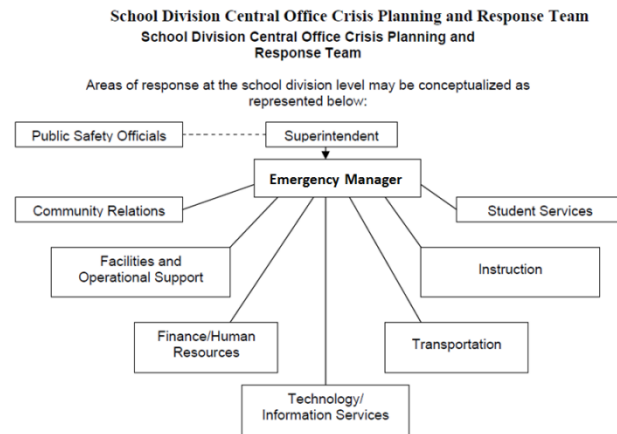 School Division Central Office Crisis Planning and Response Team
School Division Central Office Crisis Planning and
Response Team
Areas of response at the school division level may be conceptualized as
represented below:
Public Safety Officials
Superintendent
Emergency Manager
Community Relations
Student Services
Facilities and
Operational Support
Instruction
Finance/Human
Resources
Transportation
Technology/
Information Services